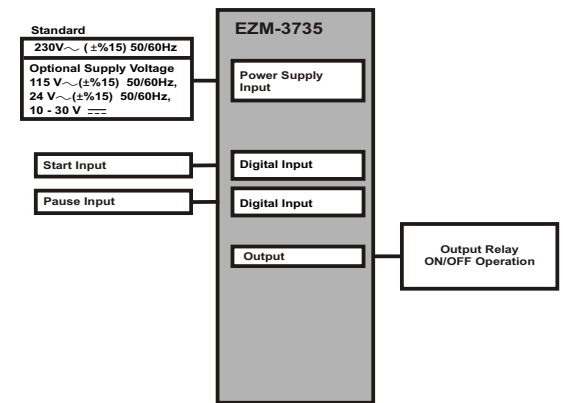 Standard
230V～ (±%15) 50/60Hz
Optional Supply Voltage
115 V～(±%15) 50/60Hz,
24 V～(±%15) 50/60Hz,
10 - 30 V ⎓
Start Input
Pause Input
EZM-3735
Power Supply
Input
Digital Input
Digital Input
Output
Output Relay
ON/OFF Operation